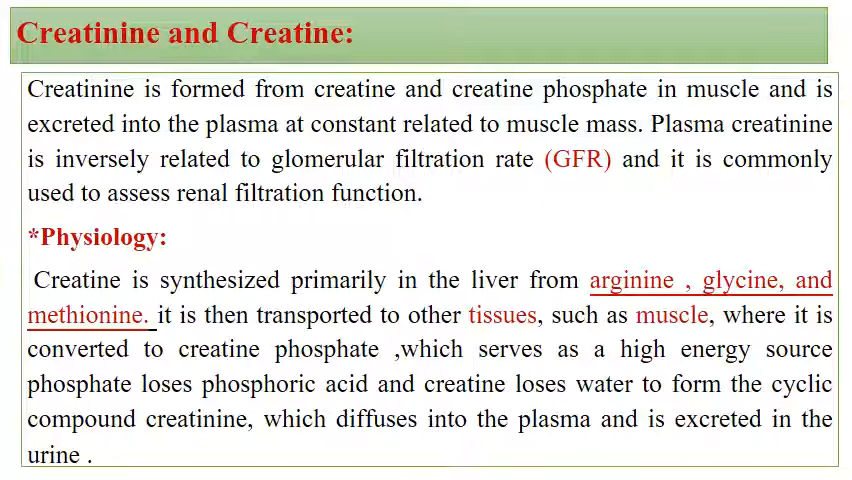 Creatinine and Creatine:
Creatinine is formed from creatine and creatine phosphate in muscle and is
excreted into the plasma at constant related to muscle mass. Plasma creatinine
is inversely related to glomerular filtration rate (GFR) and it is commonly
used to assess renal filtration function.
*Physiology:
Creatine is synthesized primarily in the liver from arginine , glycine, and
methionine. it is then transported to other tissues, such as muscle, where it is
converted to creatine phosphate ,which serves as a high energy source
phosphate loses phosphoric acid and creatine loses water to form the cyclic
compound creatinine, which diffuses into the plasma and is excreted in the
urine .